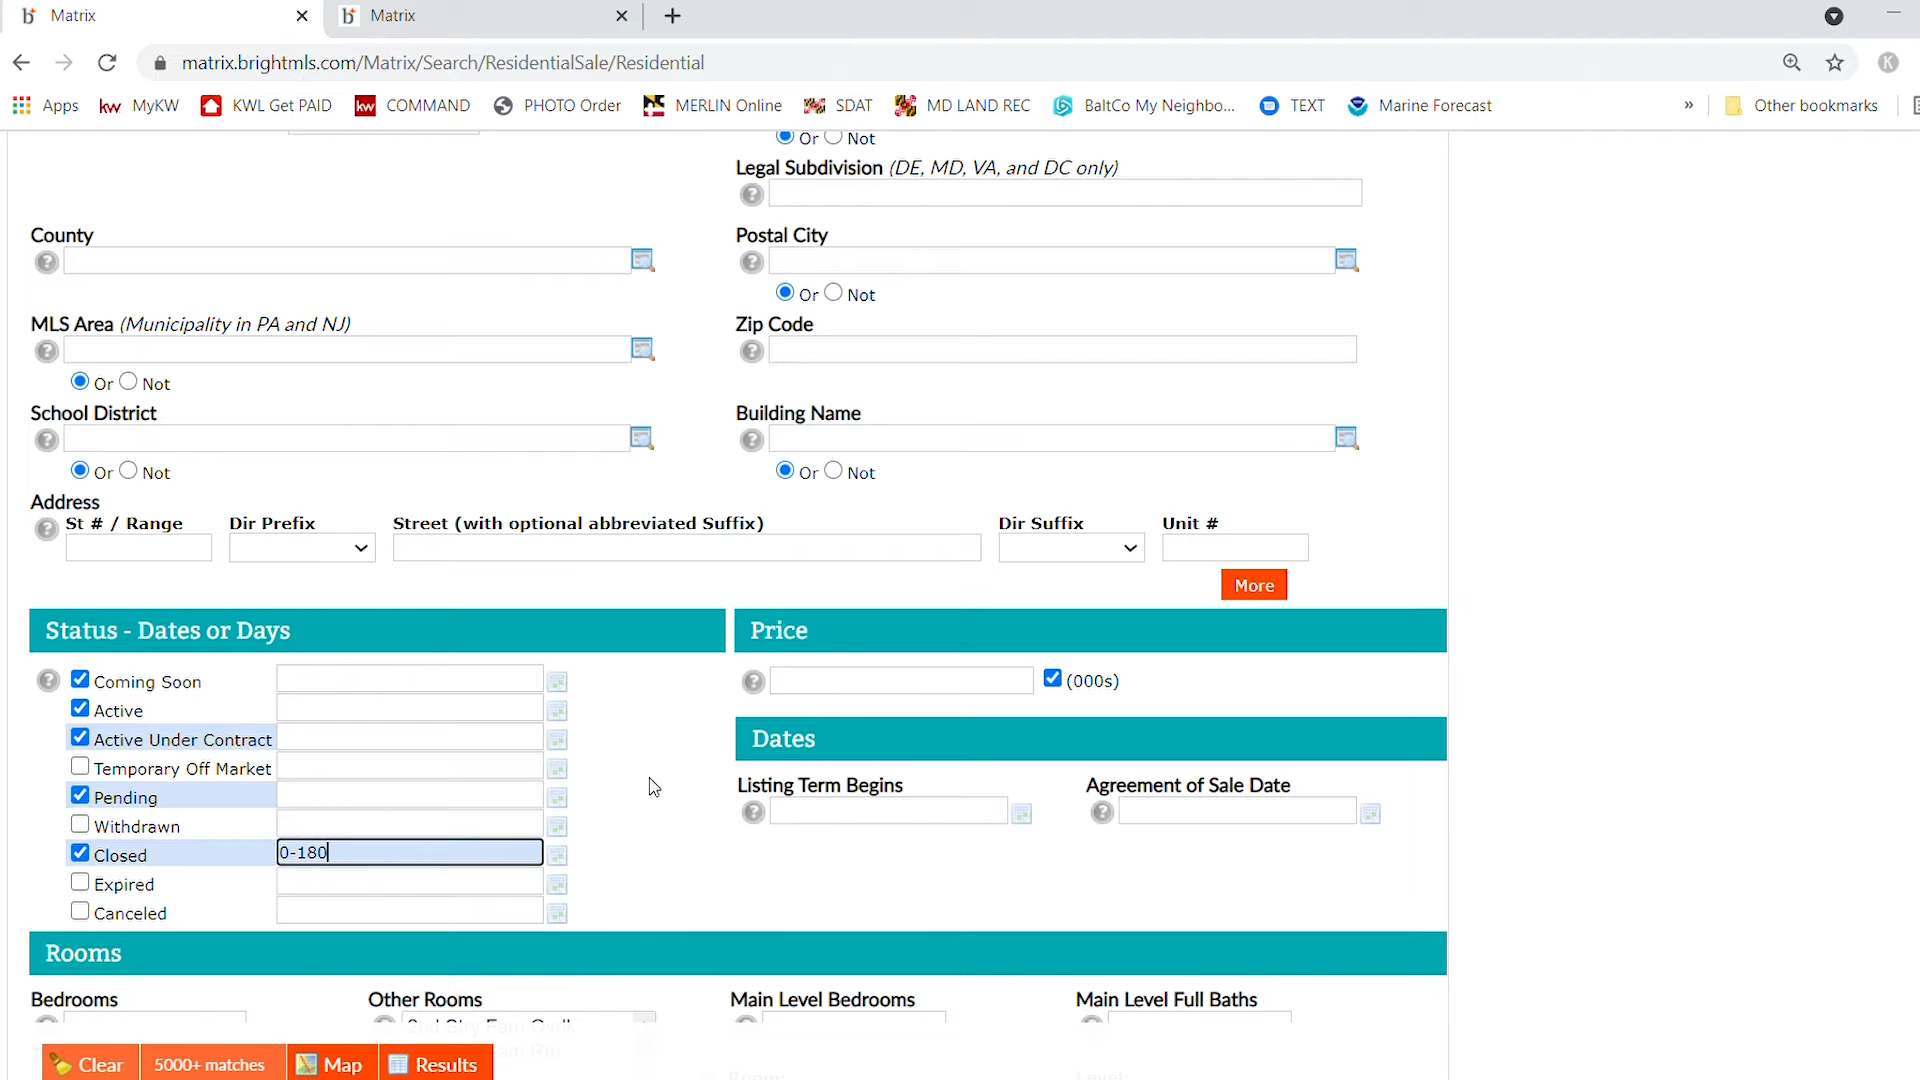 Matrix
Matrix
matrix.brightmls.com/Matrix/Search/ResidentialSale/Residential
K
Apps
kw MyKW
KWL Get PAID
kw COMMAND
PHOTO Order
MERLIN Online
SDAT
MD LAND REC
BaltCo My Neighbo...
TEXT
Marine Forecast
»
Other bookmarks
Or Not
Legal Subdivision (DE, MD, VA, and DC only)
County
Postal City
Or Not
MLS Area (Municipality in PA and NJ)
Zip Code
Or Not
School District
Building Name
Or Not
Or Not
Address
St # / Range
Dir Prefix
Street (with optional abbreviated Suffix)
Dir Suffix
Unit #
More
Status - Dates or Days
Price
Coming Soon
(000s)
Active
Active Under Contract
Dates
Temporary Off Market
Pending
Listing Term Begins
Agreement of Sale Date
Withdrawn
Closed 0-180
Expired
Canceled
Rooms
Bedrooms
Other Rooms
Main Level Bedrooms
Main Level Full Baths
Clear
5000+ matches
Map
Results